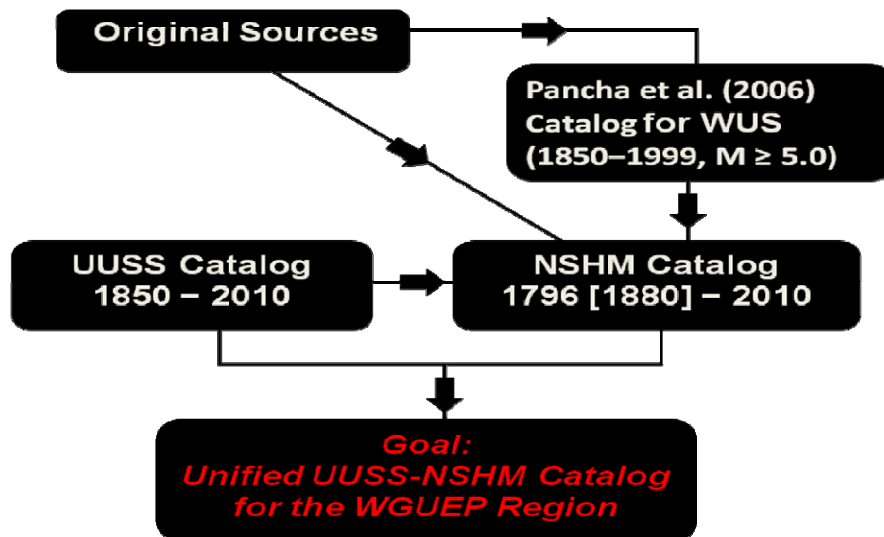 Original Sources
Pancha et al. (2006)
Catalog for WUS
(1850–1999, M ≥ 5.0)
UUSS Catalog
1850 – 2010
NSHM Catalog
1796 [1880] – 2010
Goal:
Unified UUSS-NSHM Catalog
for the WGUEP Region